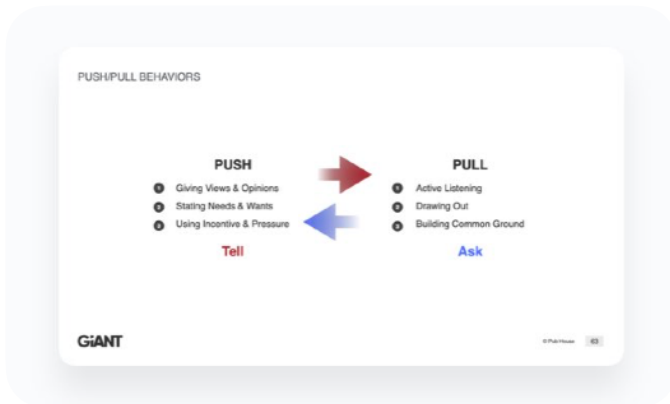 PUSH/PULL BEHAVIORS
PUSH
1 Giving Views & Opinions
2 Stating Needs & Wants
3 Using Incentive & Pressure
Tell
PULL
1 Active Listening
2 Drawing Out
3 Building Common Ground
Ask
GiANT
63